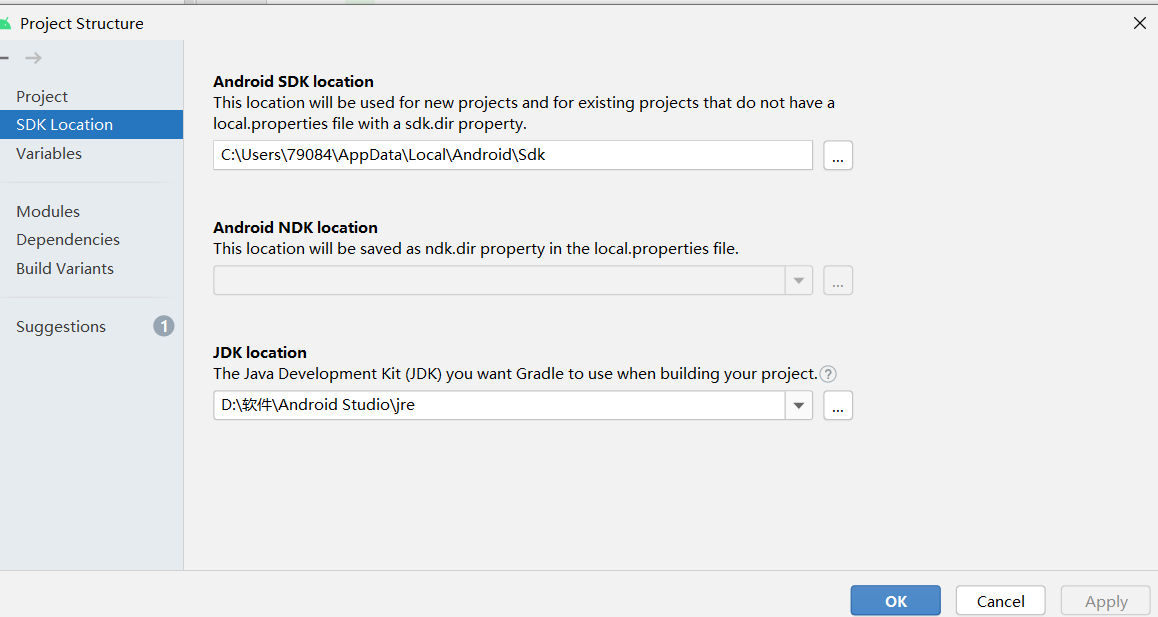 Project Structure
Project
SDK Location
Variables
Modules
Dependencies
Build Variants
Suggestions
1
Android SDK location
This location will be used for new projects and for existing projects that do not have a
local.properties file with a sdk.dir property.
C:\Users\79084\AppData\Local\Android\Sdk
...
Android NDK location
This location will be saved as ndk.dir property in the local.properties file.
...
JDK location
The Java Development Kit (JDK) you want Gradle to use when building your project.?
D:\软件\Android Studio\jre
...
OK
Cancel
Apply